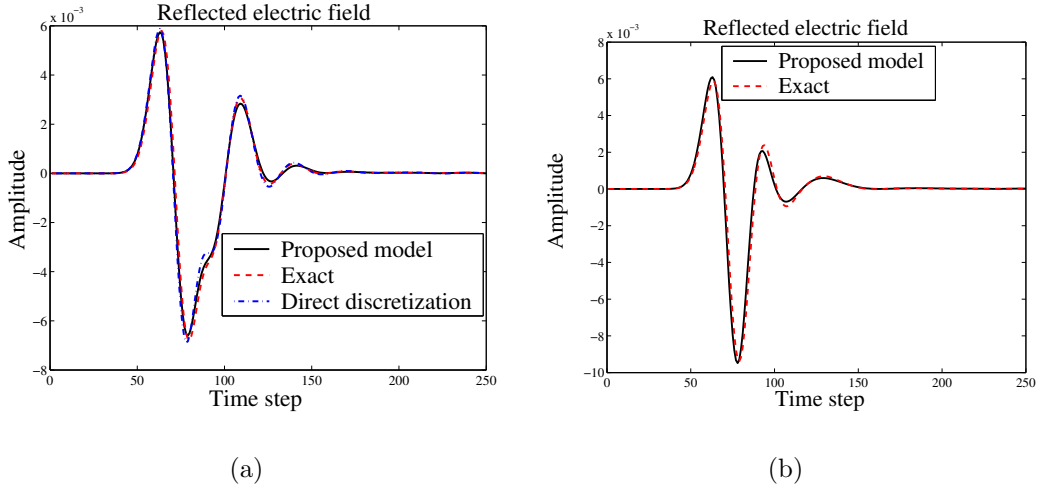 Reflected electric field
x 10⁻³
6
4
2
0
−2
−4
−6
−8
Amplitude
0
50
100
150
200
250
Time step
Proposed model
Exact
Direct discretization
(a)
Reflected electric field
x 10⁻³
8
6
4
2
0
−2
−4
−6
−8
−10
Amplitude
0
50
100
150
200
250
Time step
Proposed model
Exact
(b)